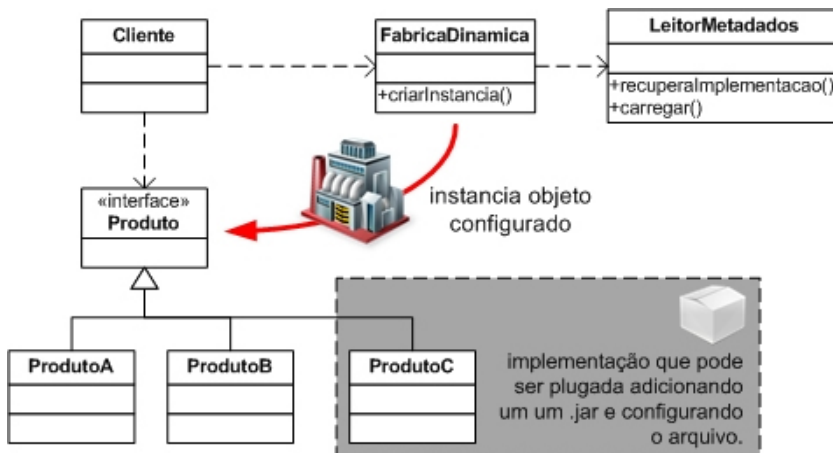 Cliente
FabricaDinamica
+criarInstancia()
LeitorMetadados
+recuperaImplementacao()
+carregar()
«interface»
Produto
instancia objeto
configurado
ProdutoA
ProdutoB
ProdutoC
implementação que pode
ser plugada adicionando
um um .jar e configurando
o arquivo.